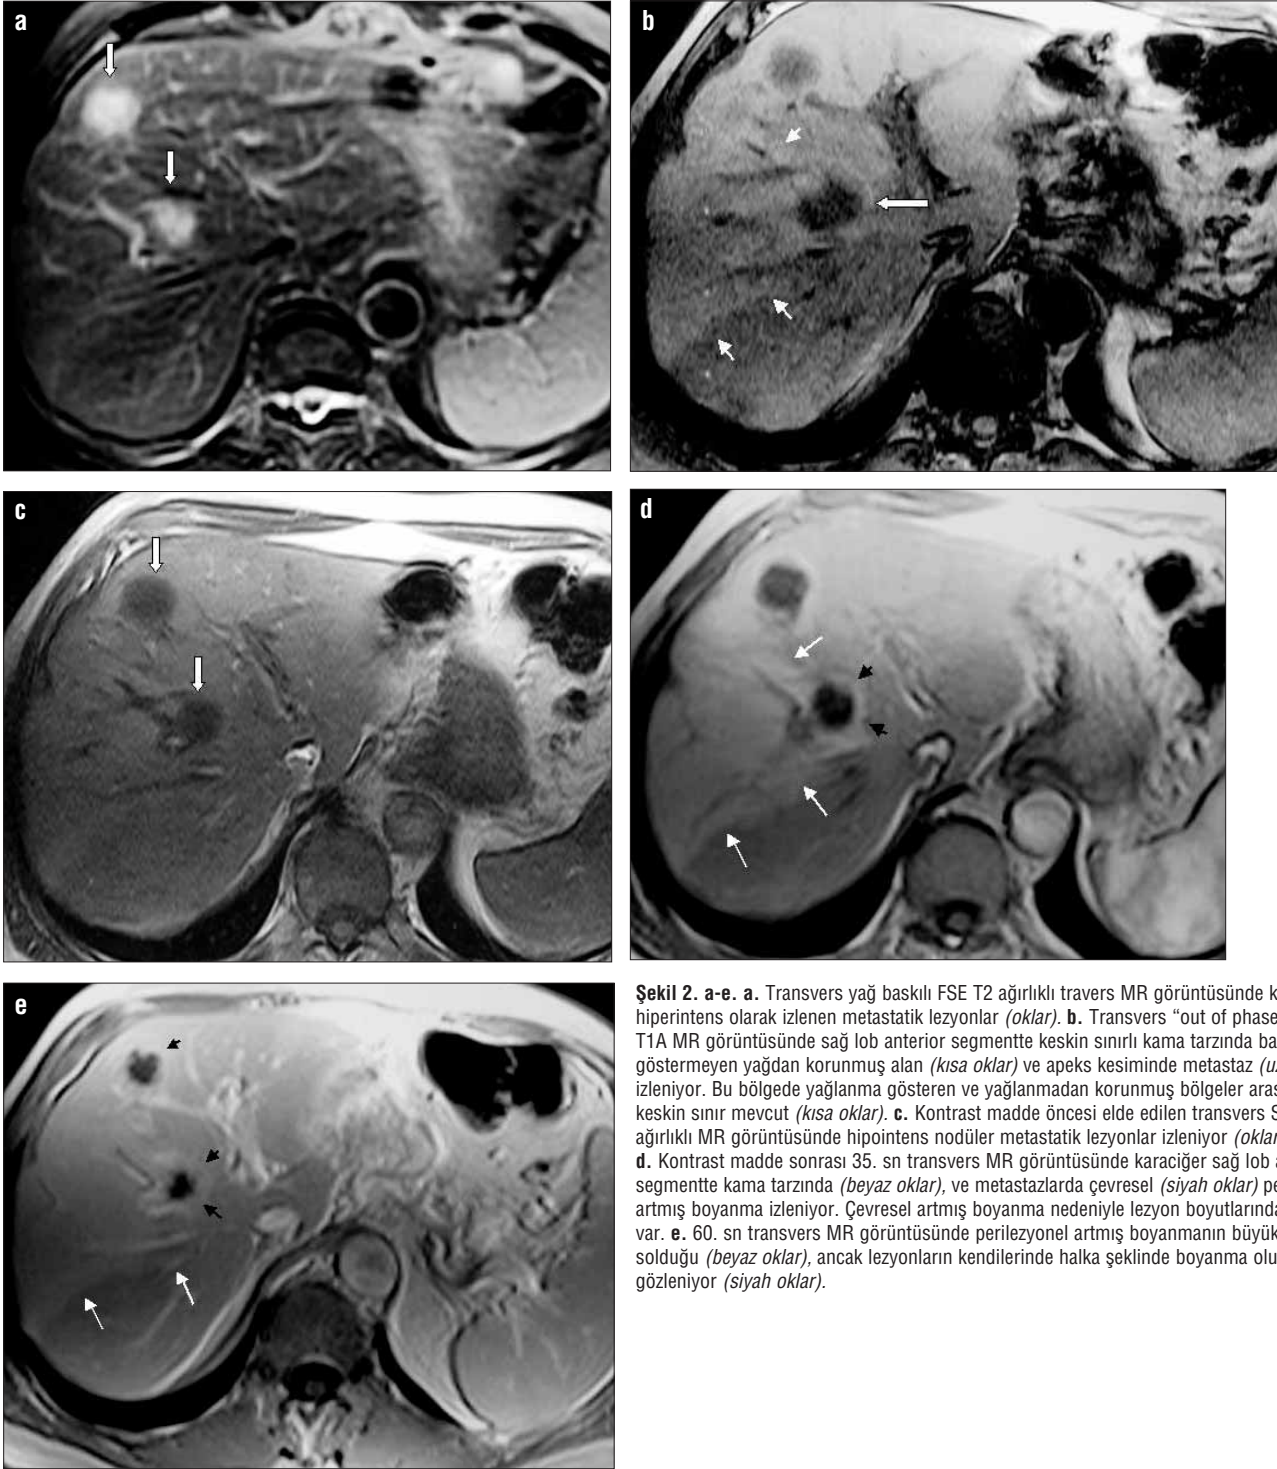 a
b
c
d
e
Şekil 2. a-e. a. Transvers yağ baskılı FSE T2 ağırlıklı travers MR görüntüsünde
hiperintens olarak izlenen metastatik lezyonlar (oklar). b. Transvers “out of phase
T1A MR görüntüsünde sağ lob anterior segmentte keskin sınırlı kama tarzında
göstermeyen yağdan korunmuş alan (kısa oklar) ve apeks kesiminde metastaz
izleniyor. Bu bölgede yağlanma gösteren ve yağlanmadan korunmuş bölgeler
keskin sınır mevcut (kısa oklar). c. Kontrast madde öncesi elde edilen transvers
ağırlıklı MR görüntüsünde hipointens nodüler metastatik lezyonlar izleniyor (oklar
d. Kontrast madde sonrası 35. sn transvers MR görüntüsünde karaciğer sağ lob
segmentte kama tarzında (beyaz oklar), ve metastazlarda çevresel (siyah oklar)
artmış boyanma izleniyor. Çevresel artmış boyanma nedeniyle lezyon boyutlarında
var. e. 60. sn transvers MR görüntüsünde perilezyonel artmış boyanmanın büyük
solduğu (beyaz oklar), ancak lezyonların kendilerinde halka şeklinde boyanma
gözleniyor (siyah oklar).